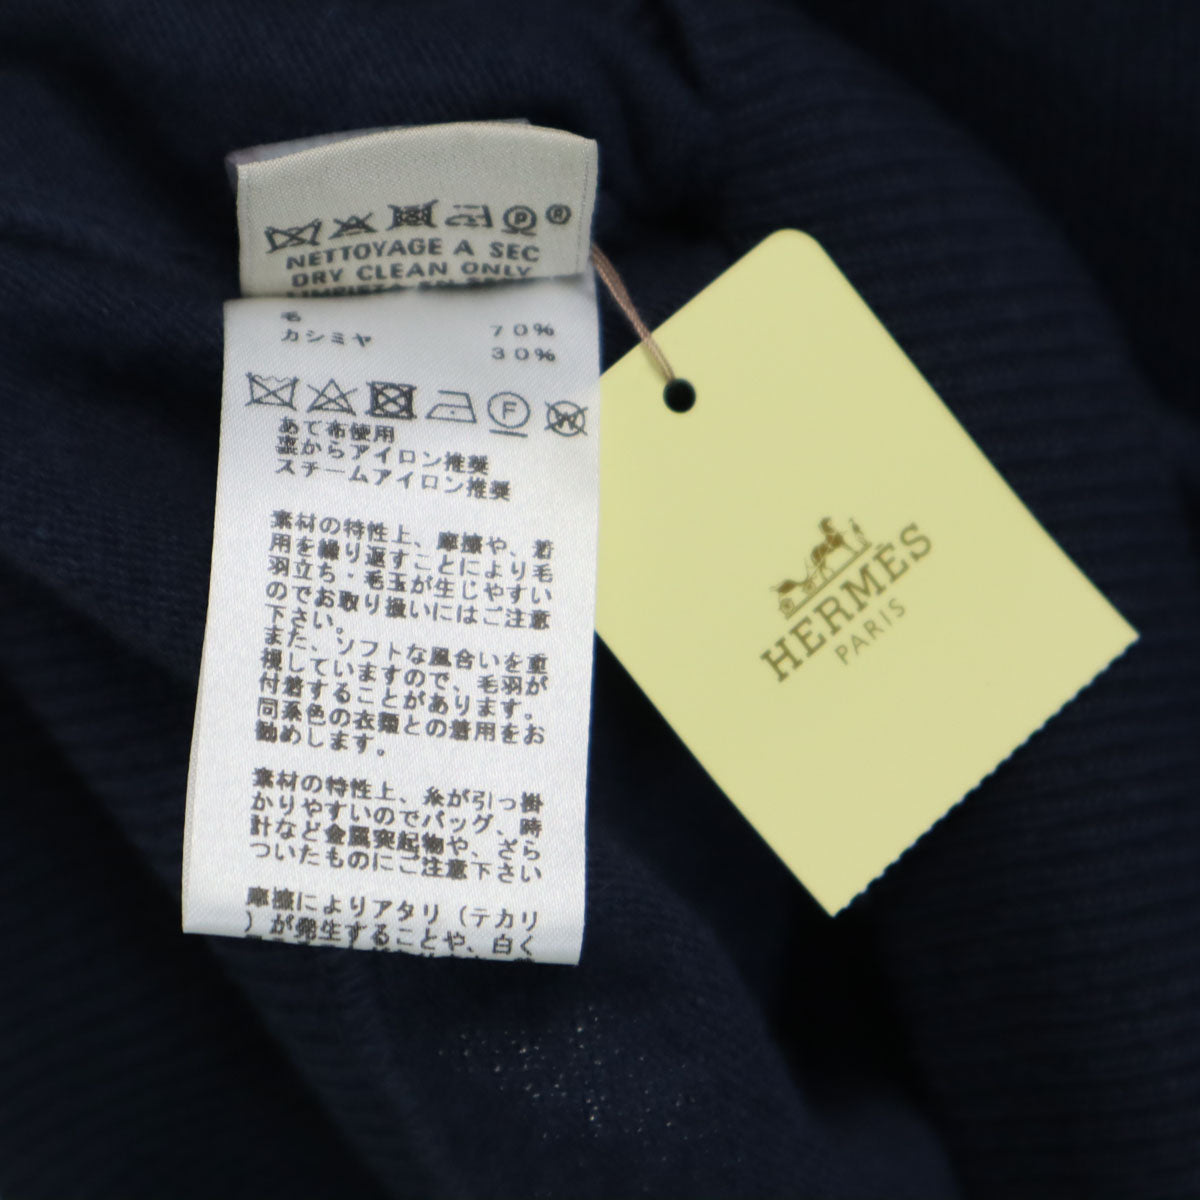 NETTOYAGE A SEC
DRY CLEAN ONLY
毛 70%
カシミヤ 30%
あて布使用
裏からアイロン推奨
スチームアイロン推奨
素材の特性上、摩擦や、着
用を繰り返すことにより毛
羽立ち・毛玉が生じやすい
のでお取り扱いにはご注意
下さい。
また、ソフトな風合いを重
視していますので、毛羽が
付着することがあります。
同系色の衣類との着用をお
勧めします。
素材の特性上、糸が引っ掛
かりやすいのでバッグ、時
計など金属突起物や、ざら
ついたものにご注意下さい
摩擦によりアタリ（テカリ
）が発生することや、白く
HERMÈS
PARIS